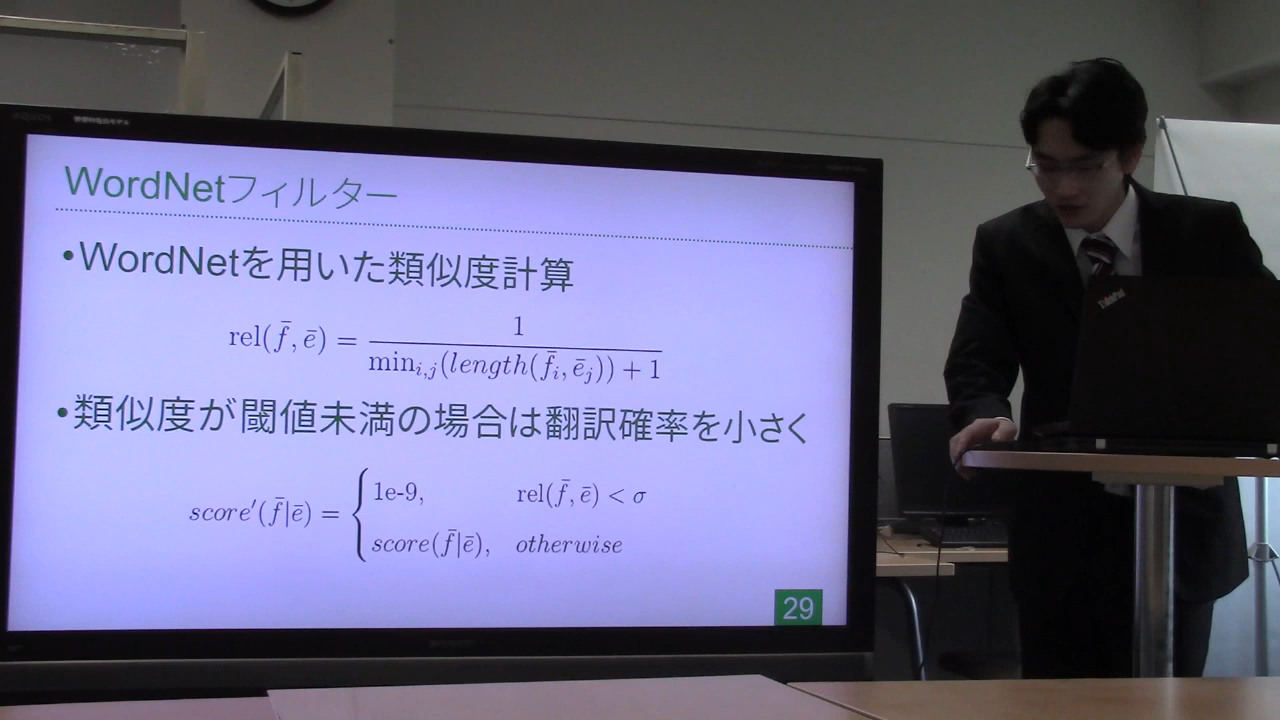 WordNetフィルター
•WordNetを用いた類似度計算
rel(f̄, ē) = 1 / (min_{i,j}(length(f̄_i, ē_j)) + 1)
•類似度が閾値未満の場合は翻訳確率を小さく
score′(f̄|ē) = { 1e-9, rel(f̄, ē) < σ
score(f̄|ē), otherwise
29
ThinkPad